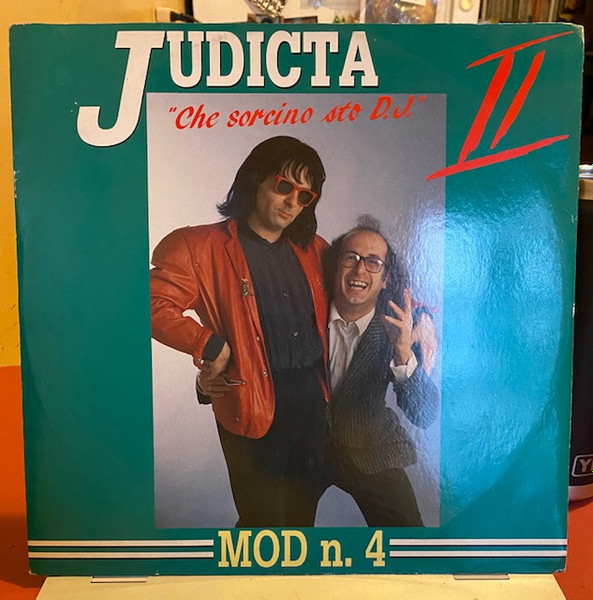 JUDICTA
II
"Che sorcino sto D.J."
MOD n. 4